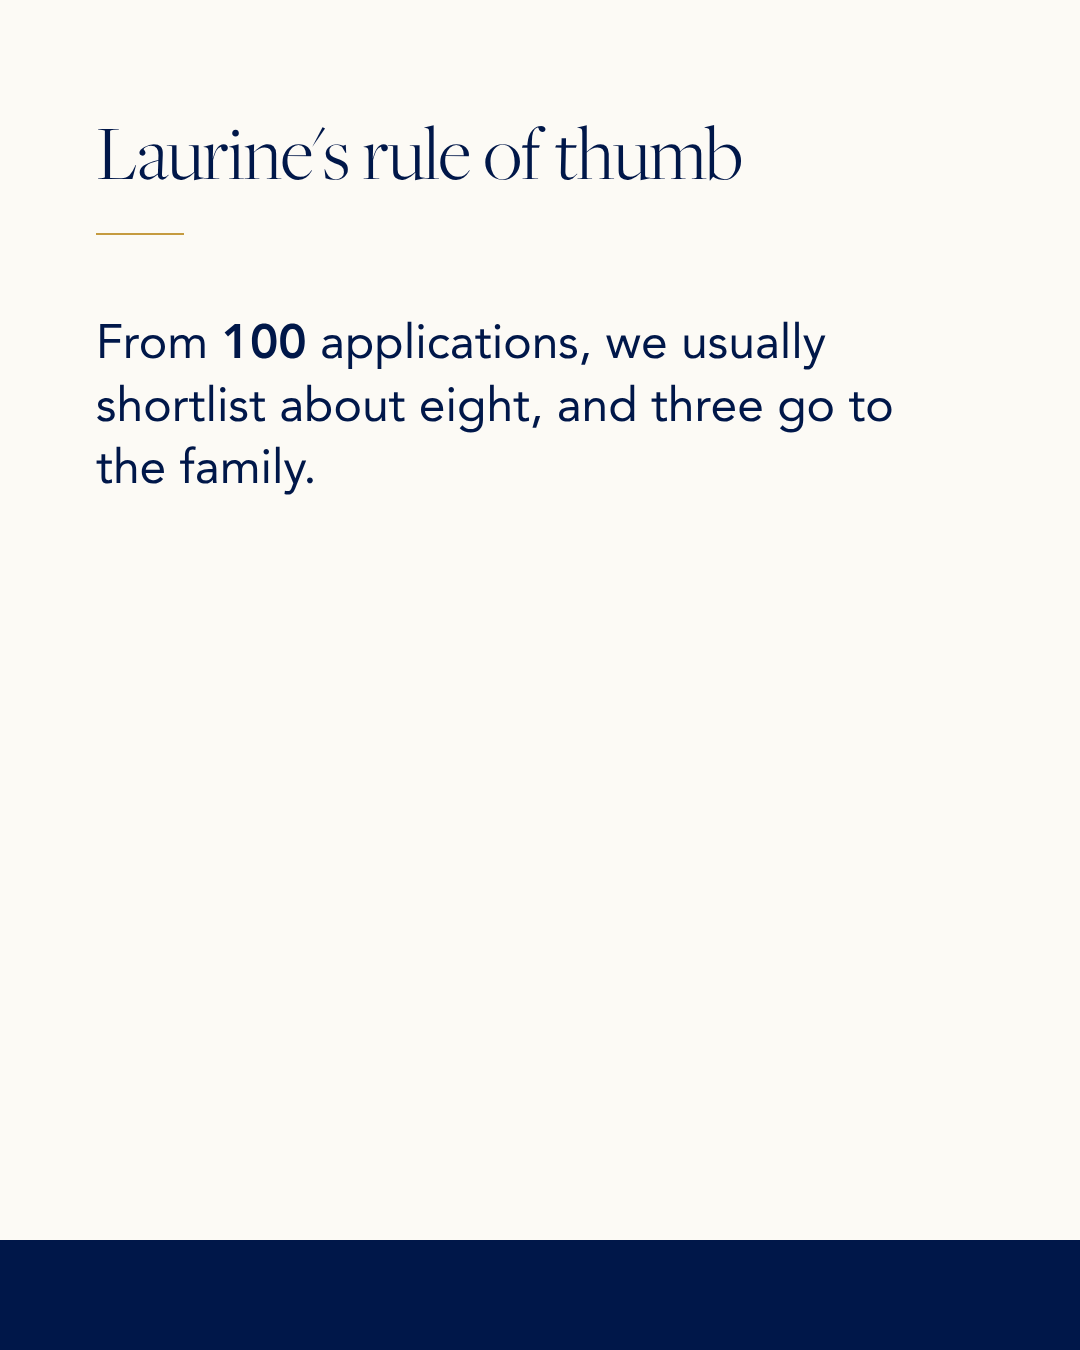 Laurine's rule of thumb
From 100 applications, we usually
shortlist about eight, and three go to
the family.